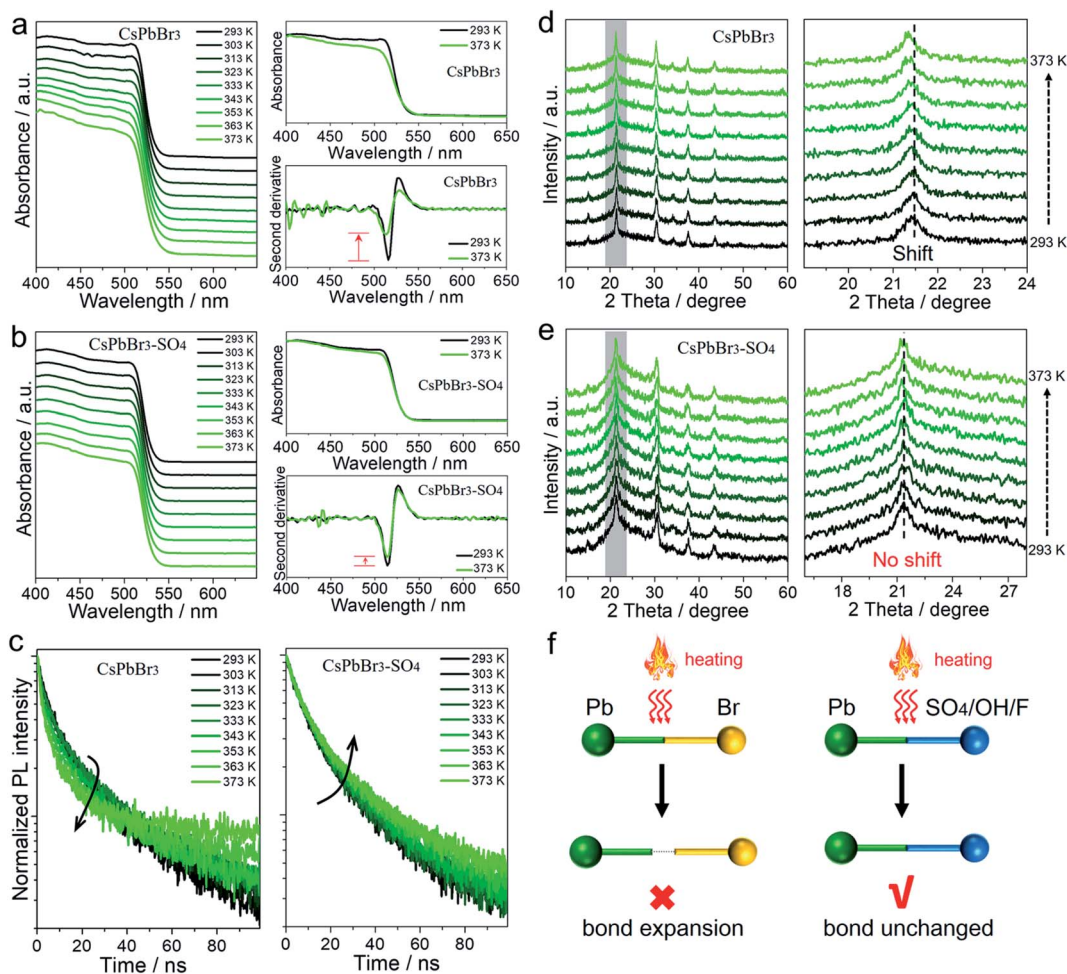 a
CsPbBr3
293 K
303 K
313 K
323 K
333 K
343 K
353 K
363 K
373 K
Absorbance / a.u.
400 450 500 550 600
Wavelength / nm
293 K
373 K
CsPbBr3
Absorbance
400 450 500 550 600 650
Wavelength / nm
CsPbBr3
293 K
373 K
Second derivative
400 450 500 550 600 650
Wavelength / nm
b
CsPbBr3-SO4
293 K
303 K
313 K
323 K
333 K
343 K
353 K
363 K
373 K
Absorbance / a.u.
400 450 500 550 600
Wavelength / nm
293 K
373 K
CsPbBr3-SO4
Absorbance
400 450 500 550 600 650
Wavelength / nm
CsPbBr3-SO4
293 K
373 K
Second derivative
400 450 500 550 600 650
Wavelength / nm
c
CsPbBr3
293 K
303 K
313 K
323 K
333 K
343 K
353 K
363 K
373 K
Normalized PL intensity
0 20 40 60 80
Time / ns
CsPbBr3-SO4
293 K
303 K
313 K
323 K
333 K
343 K
353 K
363 K
373 K
0 20 40 60 80
Time / ns
d
CsPbBr3
Intensity / a.u.
10 20 30 40 50 60
2 Theta / degree
373 K
293 K
Shift
20 21 22 23 24
2 Theta / degree
e
CsPbBr3-SO4
Intensity / a.u.
10 20 30 40 50 60
2 Theta / degree
373 K
293 K
No shift
18 21 24 27
2 Theta / degree
f
heating
heating
Pb Br
Pb SO4/OH/F
bond expansion
bond unchanged